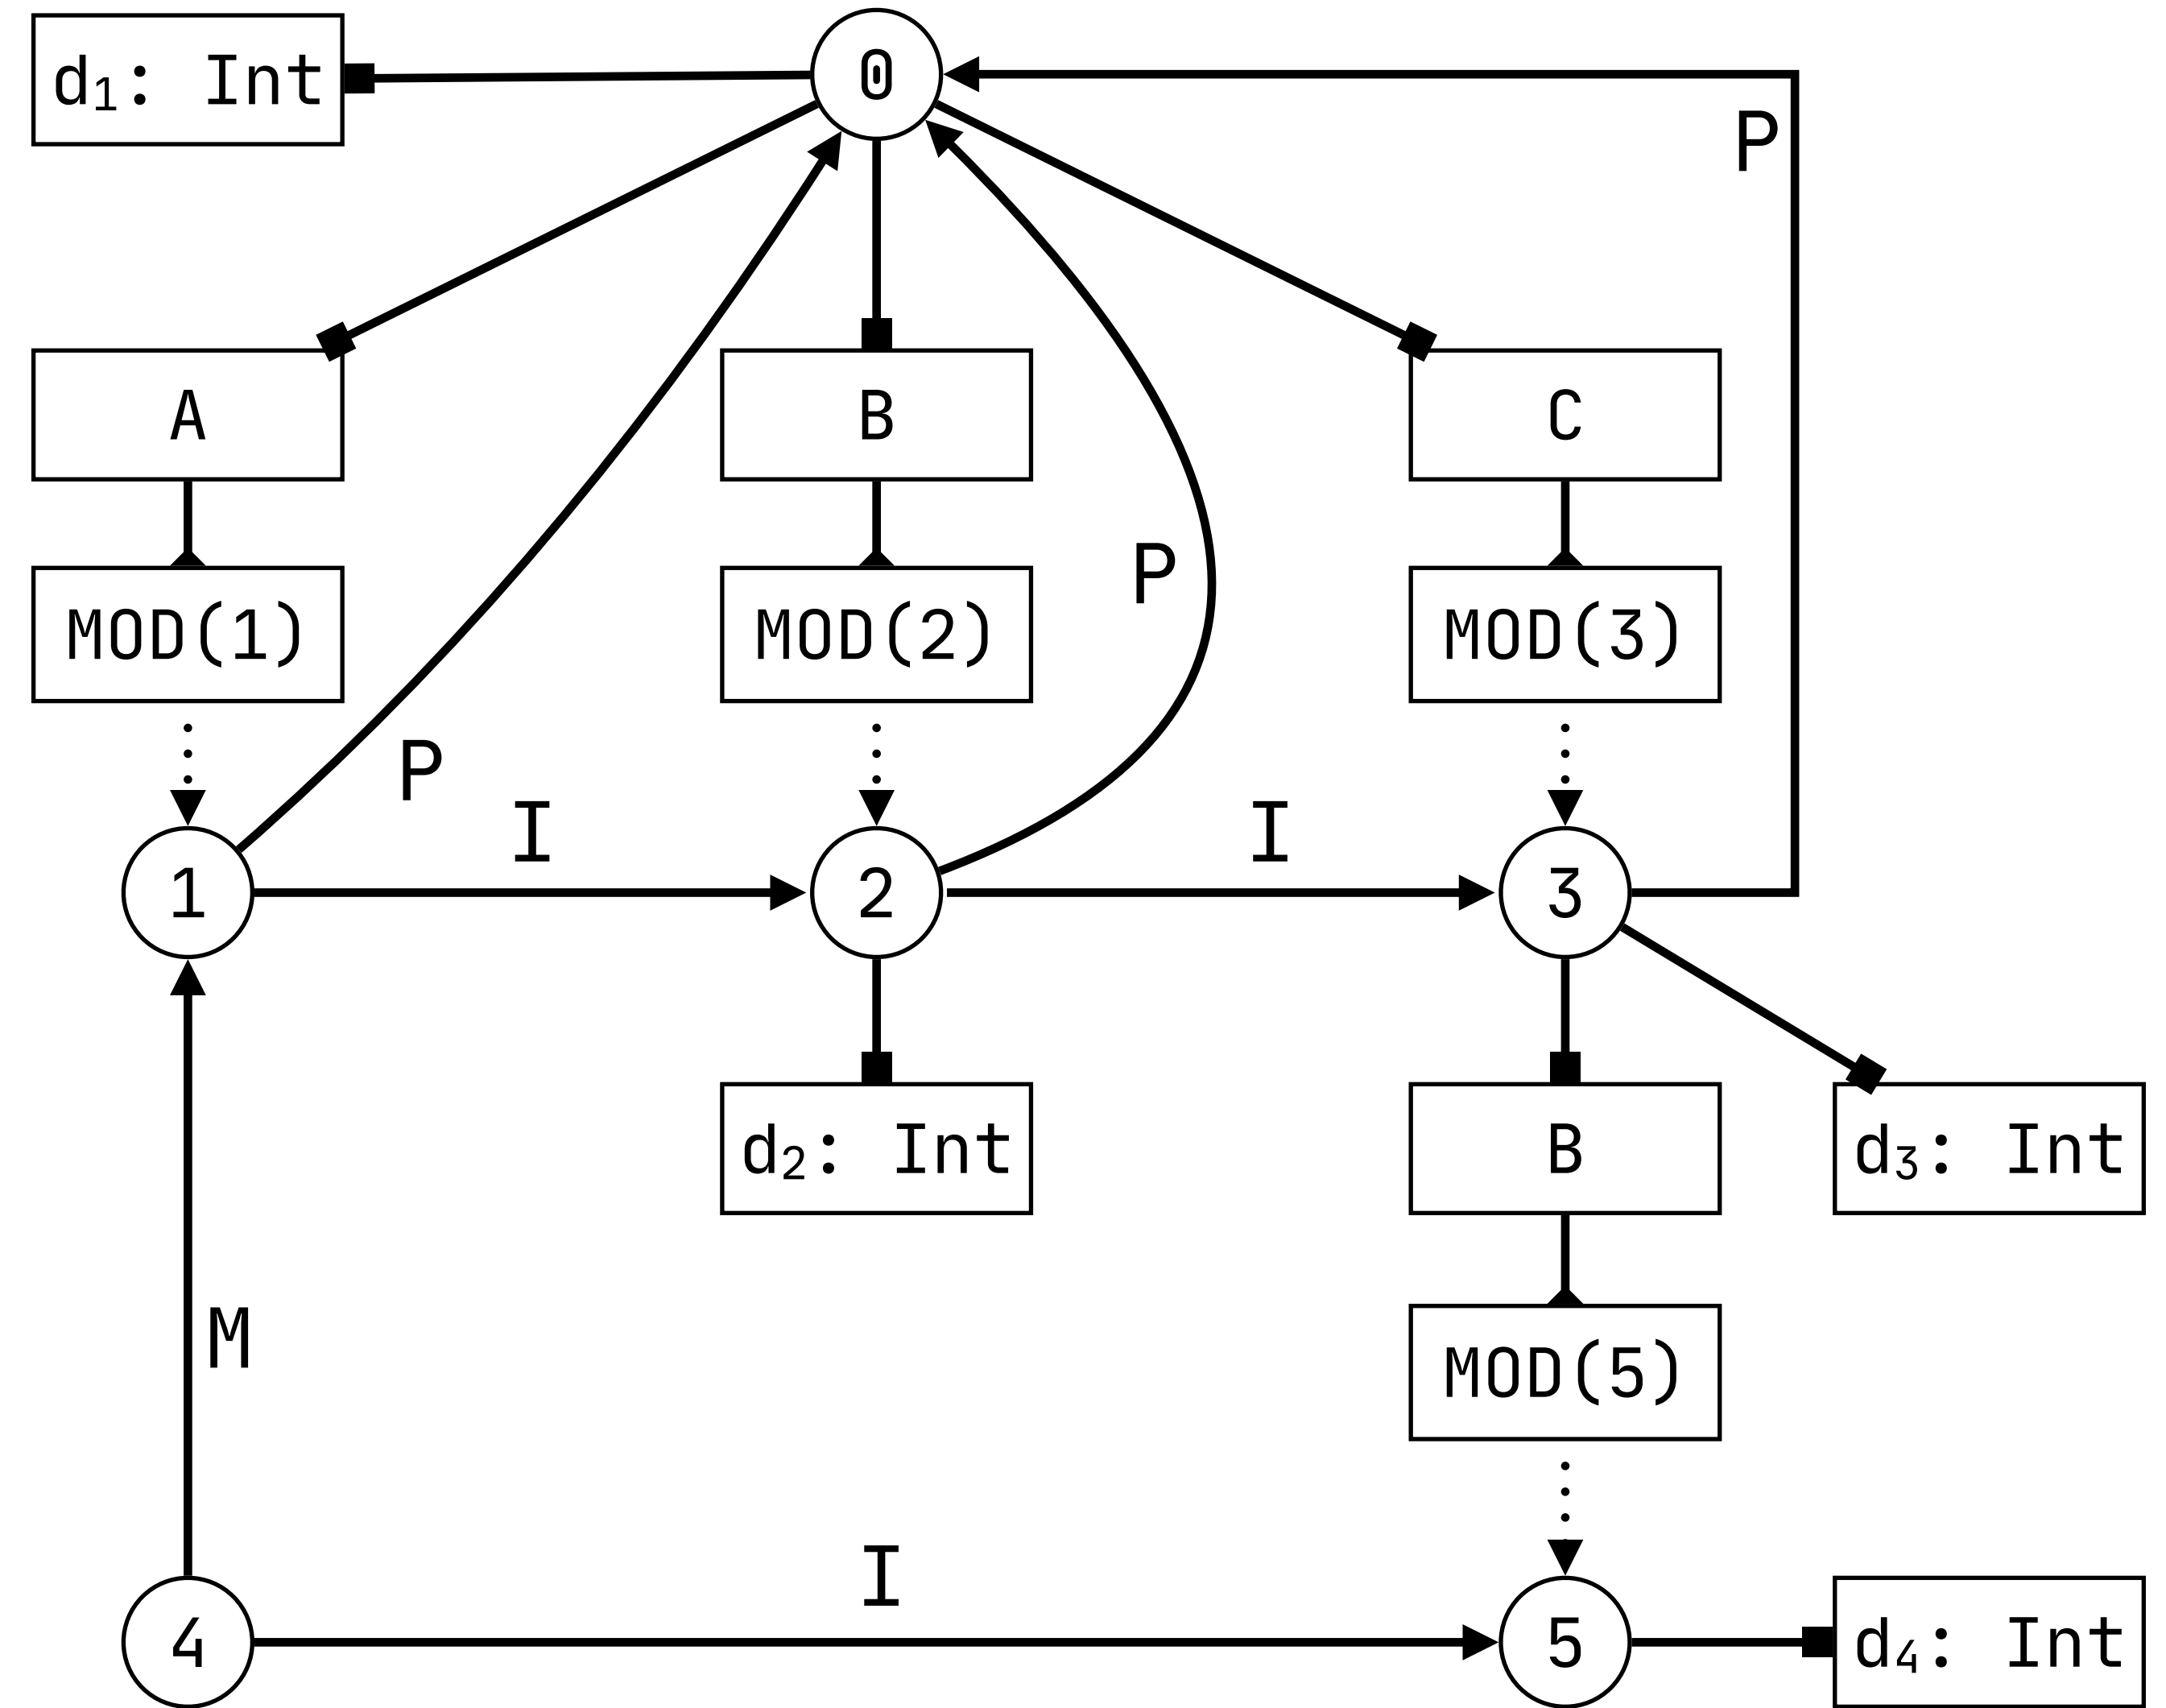 d₁: Int
0
P
A
B
C
P
MOD(1)
MOD(2)
MOD(3)
P
I
I
1
2
3
d₂: Int
B
d₃: Int
M
MOD(5)
I
4
5
d₄: Int